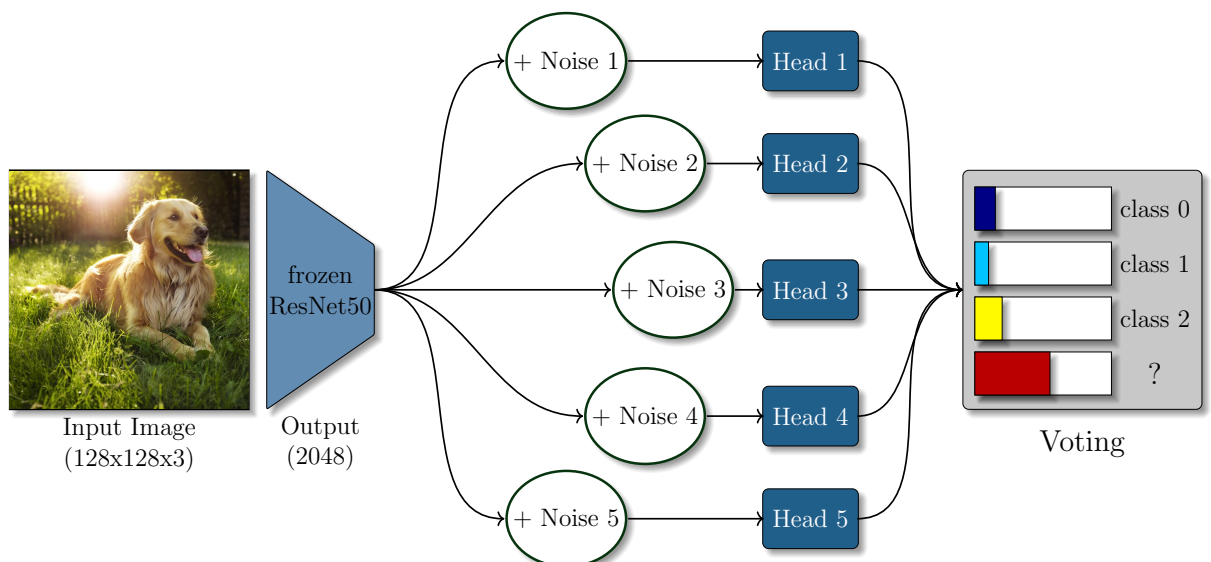 + Noise 1
Head 1
+ Noise 2
Head 2
class 0
class 1
frozen
ResNet50
+ Noise 3
Head 3
class 2
?
+ Noise 4
Head 4
Input Image
(128x128x3)
Output
(2048)
Voting
+ Noise 5
Head 5